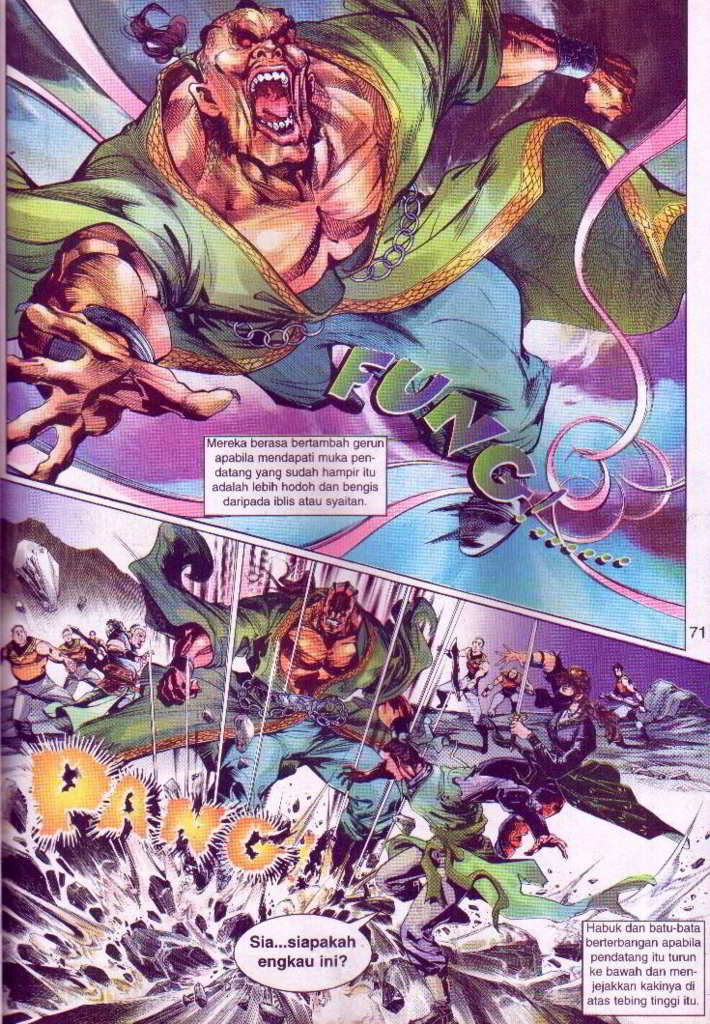 FUNG!........
Mereka berasa bertambah gerun
apabila mendapati muka pen-
datang yang sudah hampir itu
adalah lebih hodoh dan bengis
daripada iblis atau syaitan.
71
PANG!
Sia...siapakah
engkau ini?
Habuk dan batu-bata
berterbangan apabila
pendatang itu turun
ke bawah dan men-
jejakkan kakinya di
atas tebing tinggi itu.